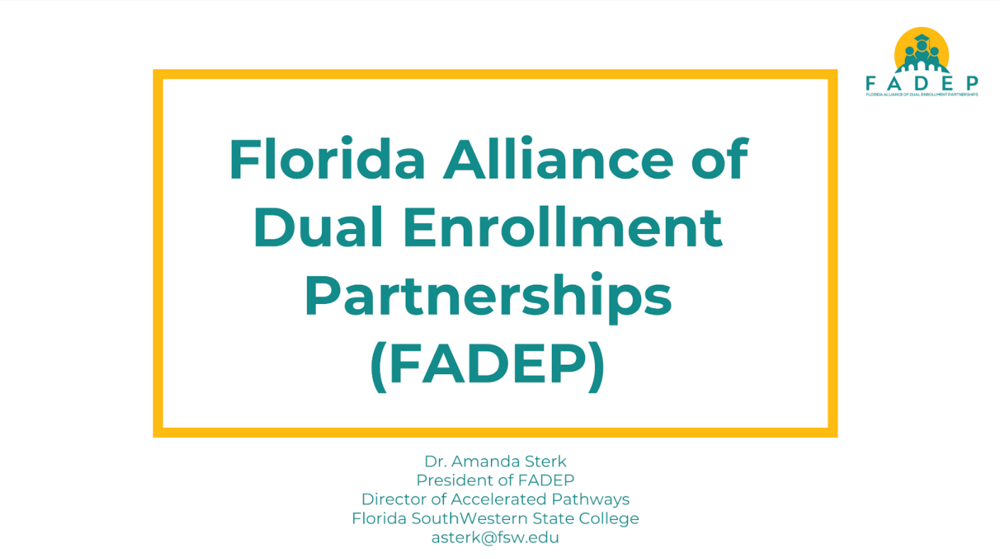 F A D E P
FLORIDA ALLIANCE OF DUAL ENROLLMENT PARTNERSHIPS
Florida Alliance of
Dual Enrollment
Partnerships
(FADEP)
Dr. Amanda Sterk
President of FADEP
Director of Accelerated Pathways
Florida SouthWestern State College
asterk@fsw.edu